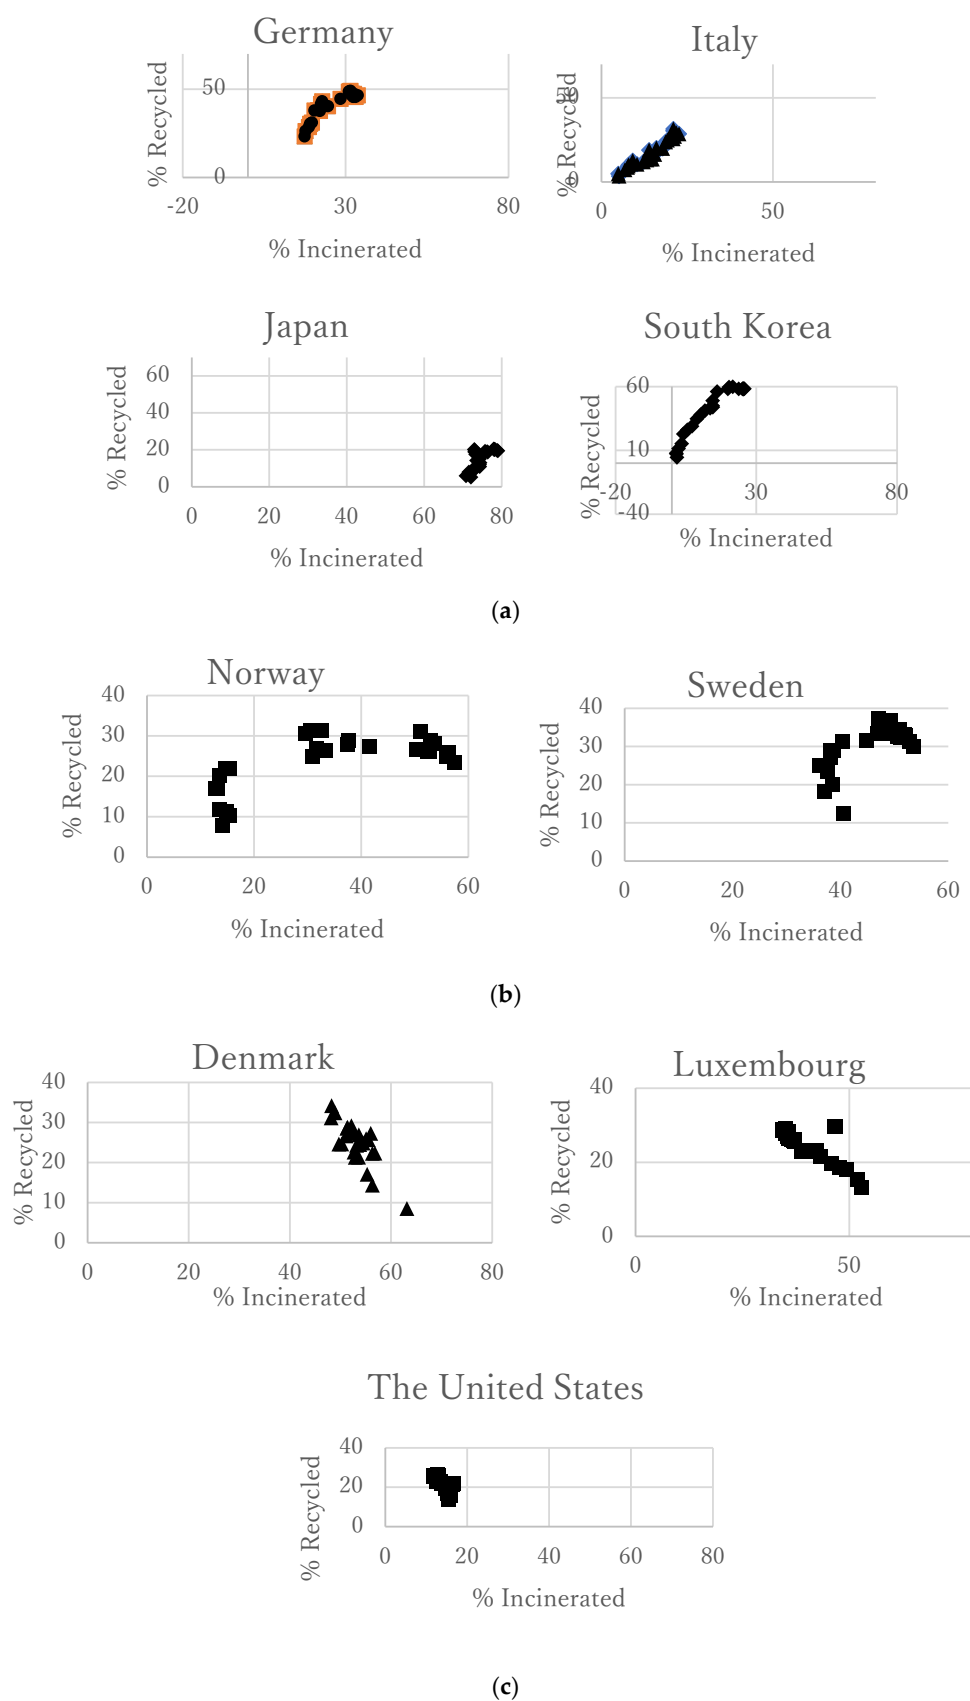 Germany
% Recycled
50
0
-20 30 80
% Incinerated
Italy
% Recycled
50
0
0 50
% Incinerated
Japan
% Recycled
60
40
20
0
0 20 40 60 80
% Incinerated
South Korea
% Recycled
60
10
-40
-20 30 80
% Incinerated
(a)
Norway
% Recycled
40
30
20
10
0
0 20 40 60
% Incinerated
Sweden
% Recycled
40
30
20
10
0
0 20 40 60
% Incinerated
(b)
Denmark
% Recycled
40
30
20
10
0
0 20 40 60 80
% Incinerated
Luxembourg
% Recycled
40
20
0
0 50
% Incinerated
The United States
% Recycled
40
20
0
0 20 40 60 80
% Incinerated
(c)